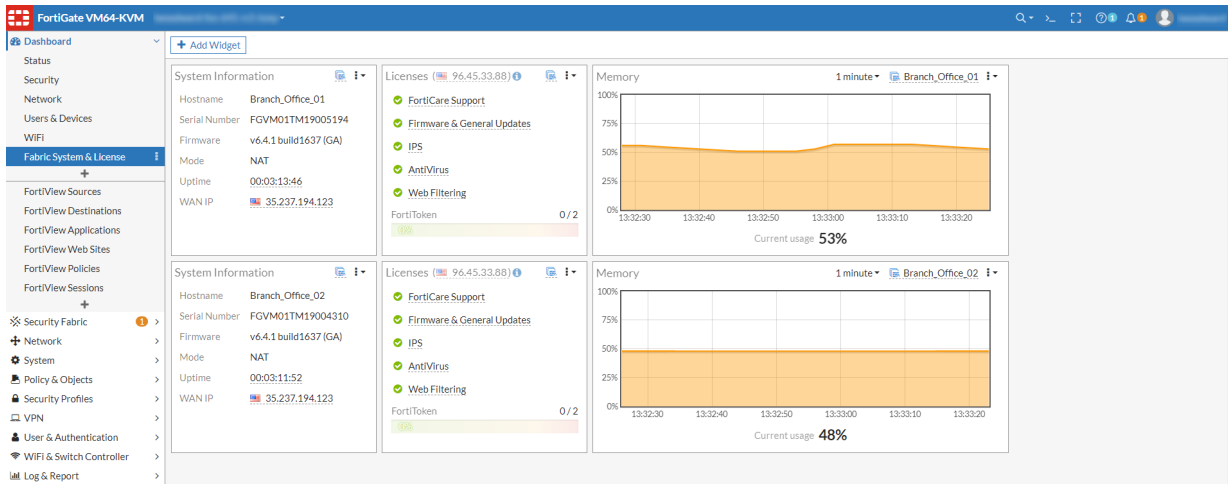 FortiGate VM64-KVM
1
1
Dashboard
Status
Security
Network
Users & Devices
WiFi
Fabric System & License
FortiView Sources
FortiView Destinations
FortiView Applications
FortiView Web Sites
FortiView Policies
FortiView Sessions
Security Fabric 1
Network
System
Policy & Objects
Security Profiles
VPN
User & Authentication
WiFi & Switch Controller
Log & Report
Add Widget
System Information
Hostname Branch_Office_01
Serial Number FGVM01TM19005194
Firmware v6.4.1 build1637 (GA)
Mode NAT
Uptime 00:03:13:46
WAN IP 35.237.194.123
Licenses (96.45.33.88)
FortiCare Support
Firmware & General Updates
IPS
AntiVirus
Web Filtering
FortiToken 0 / 2
Memory 1 minute Branch_Office_01
100%
75%
50%
25%
0%
13:32:30 13:32:40 13:32:50 13:33:00 13:33:10 13:33:20
Current usage 53%
System Information
Hostname Branch_Office_02
Serial Number FGVM01TM19004310
Firmware v6.4.1 build1637 (GA)
Mode NAT
Uptime 00:03:11:52
WAN IP 35.237.194.123
Licenses (96.45.33.88)
FortiCare Support
Firmware & General Updates
IPS
AntiVirus
Web Filtering
FortiToken 0 / 2
Memory 1 minute Branch_Office_02
100%
75%
50%
25%
0%
13:32:30 13:32:40 13:32:50 13:33:00 13:33:10 13:33:20
Current usage 48%